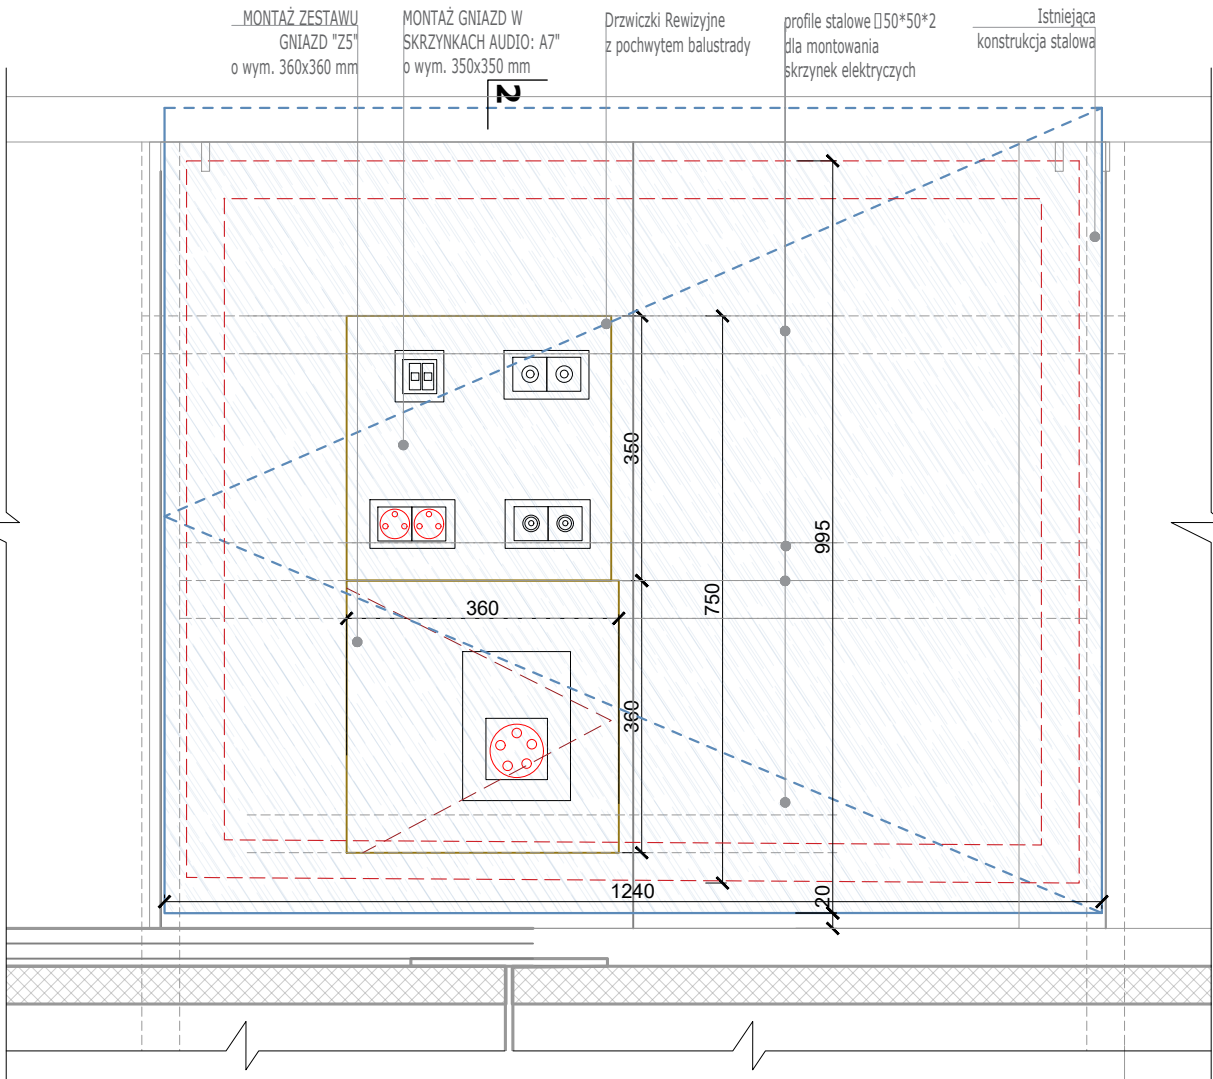 MONTAŻ ZESTAWU
GNIAZD "Z5"
o wym. 360x360 mm
MONTAŻ GNIAZD W
SKRZYNKACH AUDIO: A7"
o wym. 350x350 mm
Drzwiczki Rewizyjne
z pochwytem balustrady
profile stalowe ▯50*50*2
dla montowania
skrzynek elektryczych
Istniejąca
konstrukcja stalowa
2
350
995
750
360
360
1240
20